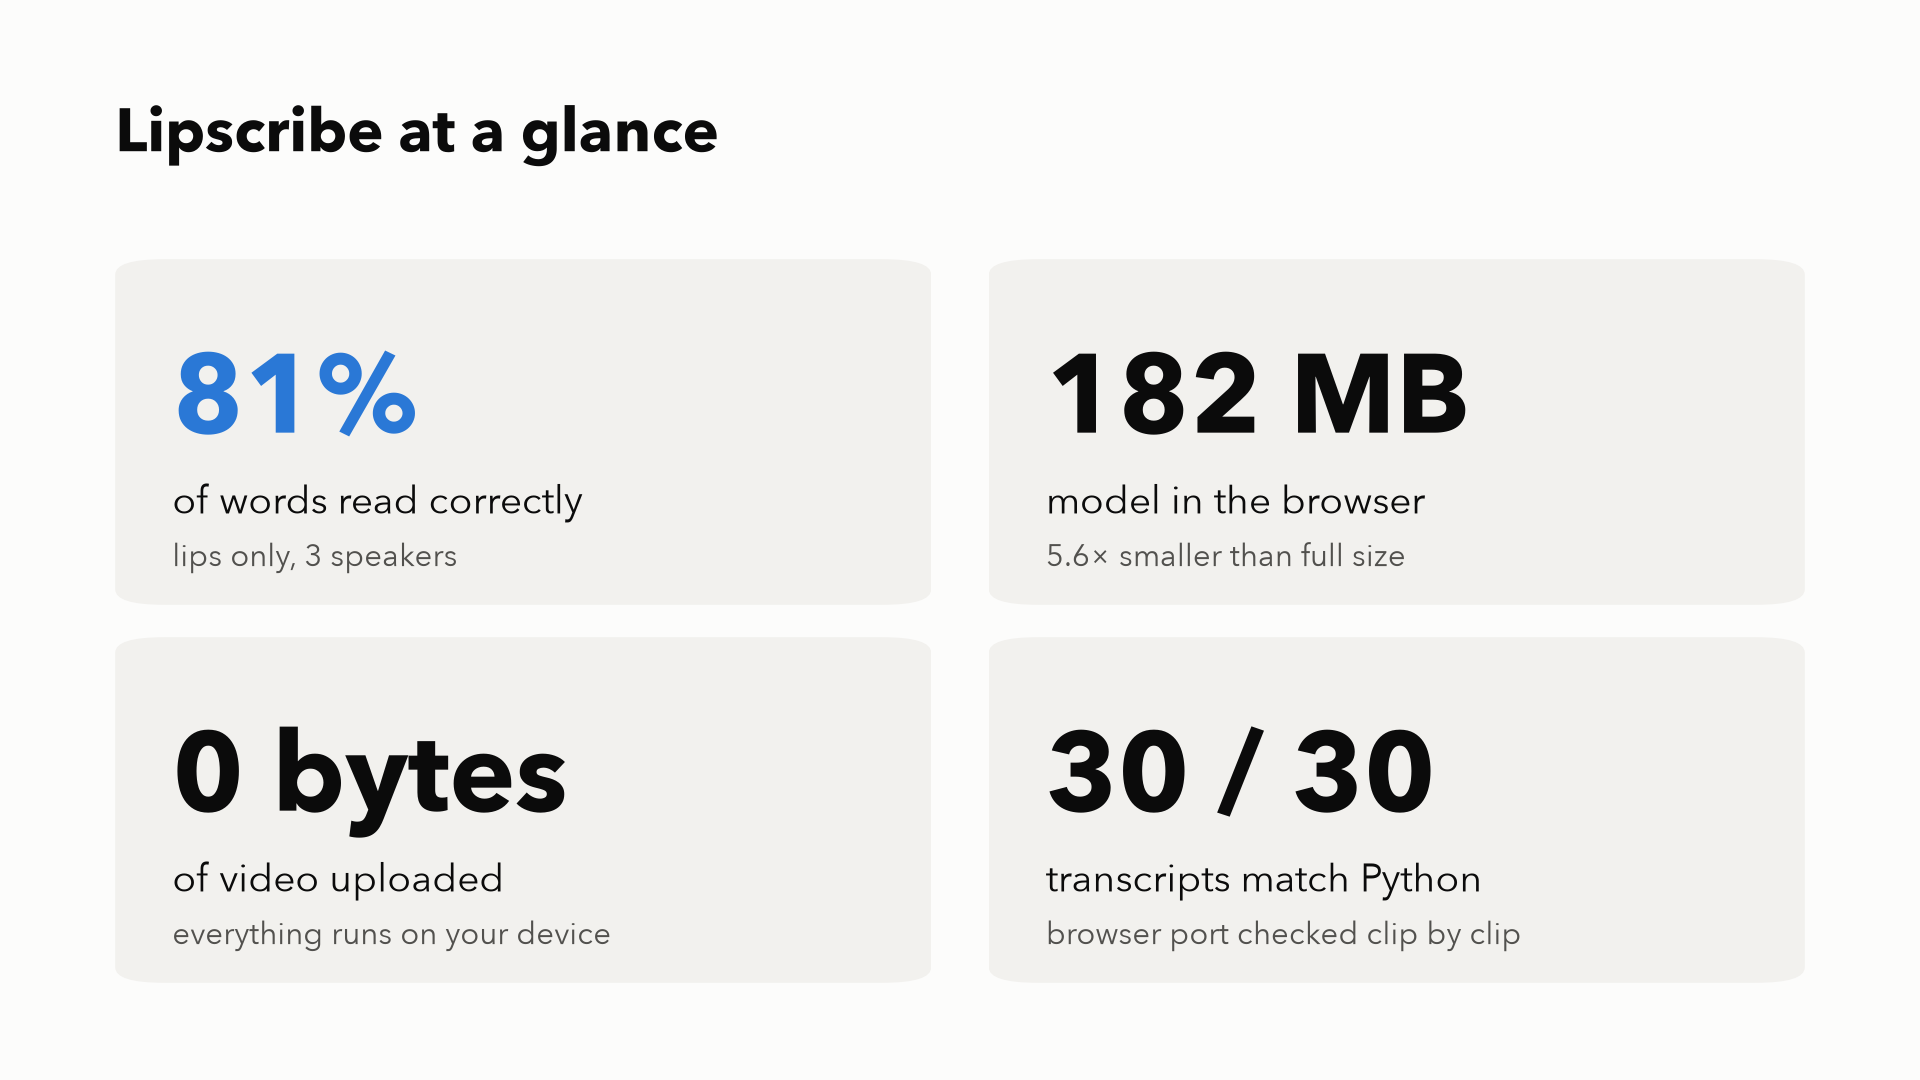 Lipscribe at a glance
81%
of words read correctly
lips only, 3 speakers
182 MB
model in the browser
5.6× smaller than full size
0 bytes
of video uploaded
everything runs on your device
30 / 30
transcripts match Python
browser port checked clip by clip